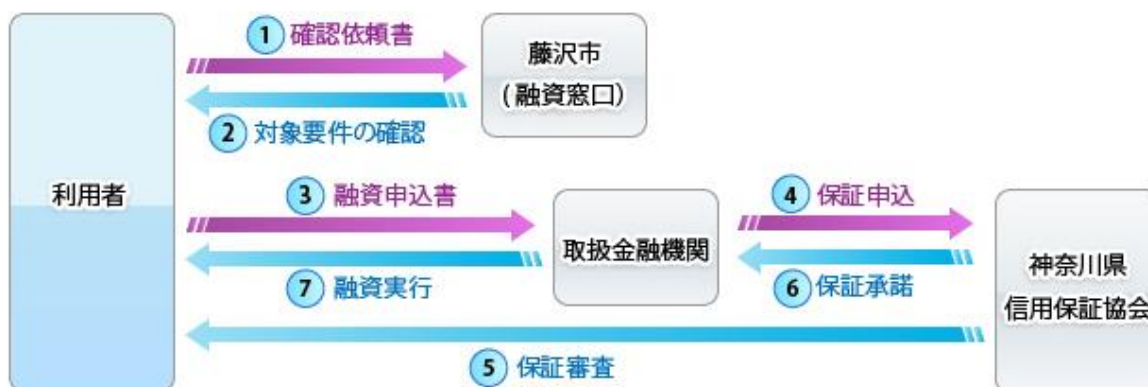 ① 確認依頼書
藤沢市
(融資窓口)
② 対象要件の確認
利用者
③ 融資申込書
④ 保証申込
取扱金融機関
神奈川県
信用保証協会
⑦ 融資実行
⑥ 保証承諾
⑤ 保証審査